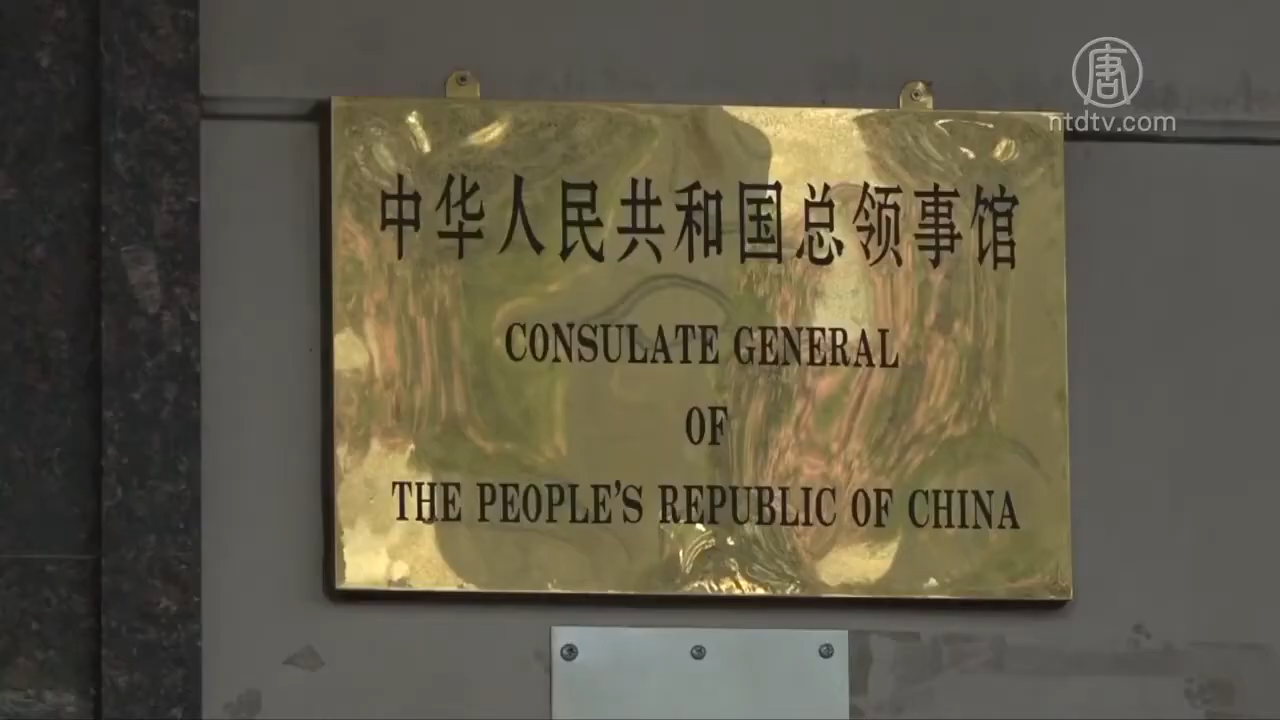 唐
ntdtv.com
中华人民共和国总领事馆
CONSULATE GENERAL
OF
THE PEOPLE'S REPUBLIC OF CHINA